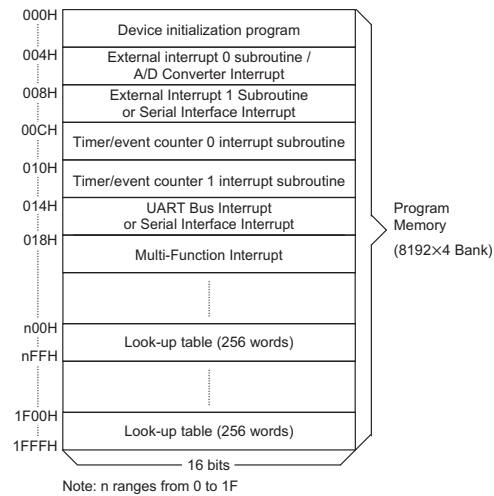 000H
Device initialization program
004H
External interrupt 0 subroutine /
A/D Converter Interrupt
008H
External Interrupt 1 Subroutine
or Serial Interface Interrupt
00CH
Timer/event counter 0 interrupt subroutine
010H
Timer/event counter 1 interrupt subroutine
014H
UART Bus Interrupt
or Serial Interface Interrupt
018H
Multi-Function Interrupt
n00H
Look-up table (256 words)
nFFH
1F00H
Look-up table (256 words)
1FFFH
16 bits
Program
Memory
(8192×4 Bank)
Note: n ranges from 0 to 1F